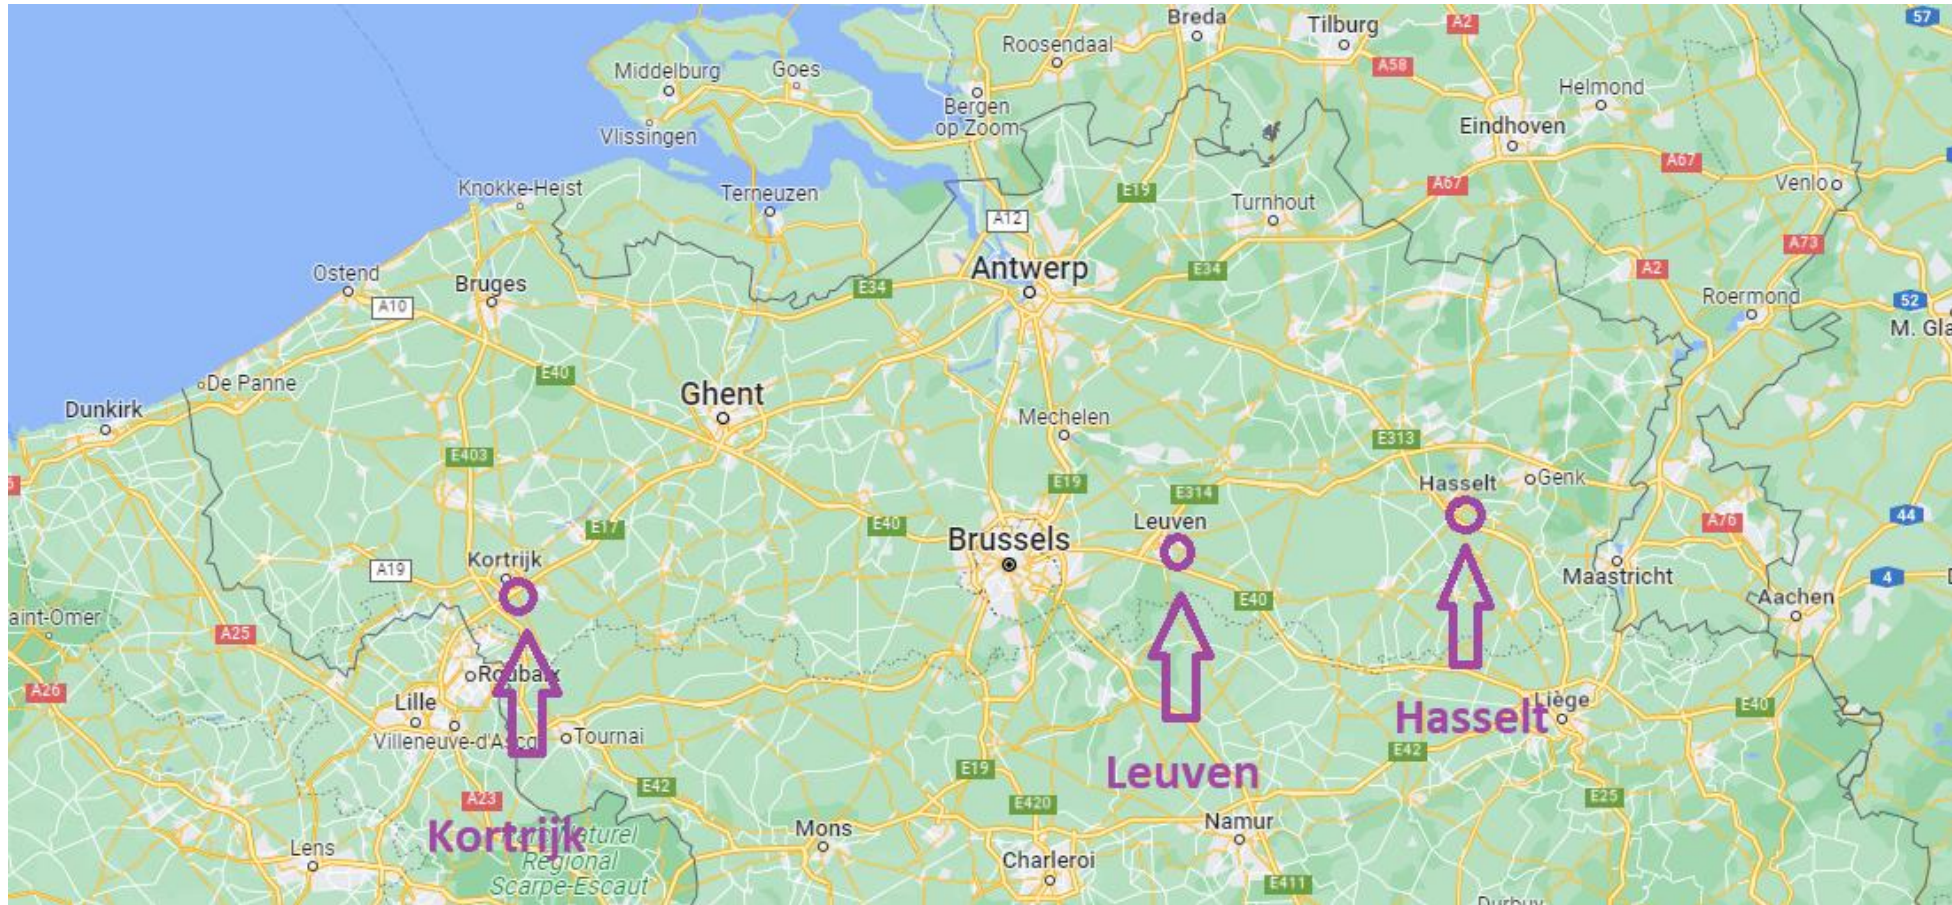 57
Breda
Tilburg
A2
Roosendaal
Middelburg
Goes
A58
Helmond
Bergen
op Zoom
Vlissingen
Eindhoven
A67
Knokke-Heist
Terneuzen
E19
Turnhout
A67
Venlo
A12
A73
Ostend
Bruges
Antwerp
E34
A2
E34
A10
Roermond
52
M. Gla
E40
De Panne
Ghent
Dunkirk
Mechelen
E313
E403
Hasselt
Genk
E19
E314
Leuven
44
A76
E17
E40
Brussels
Kortrijk
A19
Maastricht
4
Aachen
E40
aint-Omer
A25
Roubaix
A26
Lille
Liège
E40
Villeneuve-d'Ascq
Tournai
Hasselt
E42
Leuven
E19
E42
E25
A23
E420
Kortrijk
aturel
Regional
Scarpe-Escaut
Mons
Namur
Lens
Charleroi
E411
Durbuy